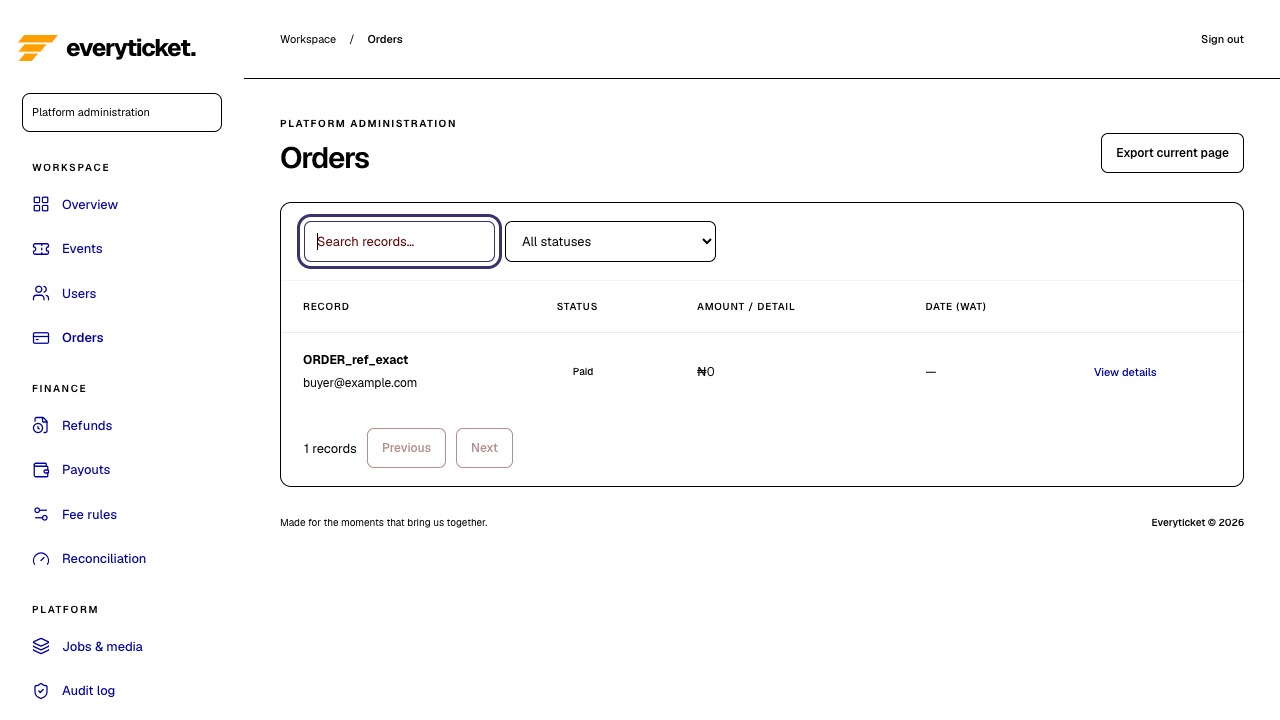 everyticket.
Platform administration
WORKSPACE
Overview
Events
Users
Orders
FINANCE
Refunds
Payouts
Fee rules
Reconciliation
PLATFORM
Jobs & media
Audit log
Workspace / Orders
Sign out
PLATFORM ADMINISTRATION
Orders
Export current page
Search records…
All statuses
RECORD STATUS AMOUNT / DETAIL DATE (WAT)
ORDER_ref_exact
buyer@example.com
Paid ₦0 — View details
1 records Previous Next
Made for the moments that bring us together.
Everyticket © 2026